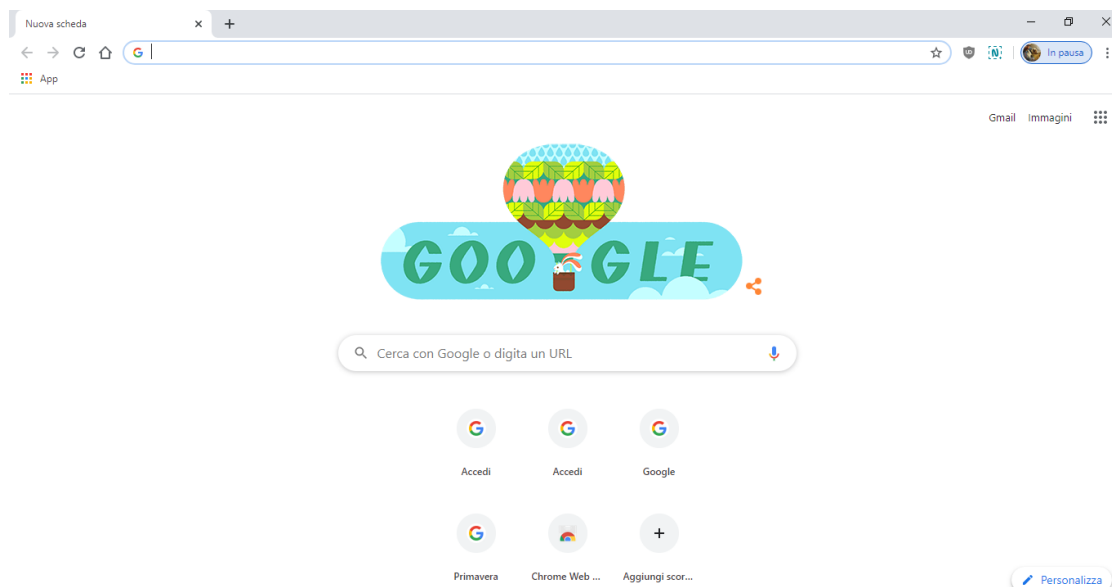 Nuova scheda
In pausa
App
Gmail Immagini
GOOGLE
Cerca con Google o digita un URL
Accedi Accedi Google
Primavera Chrome Web ... Aggiungi scor...
Personalizza